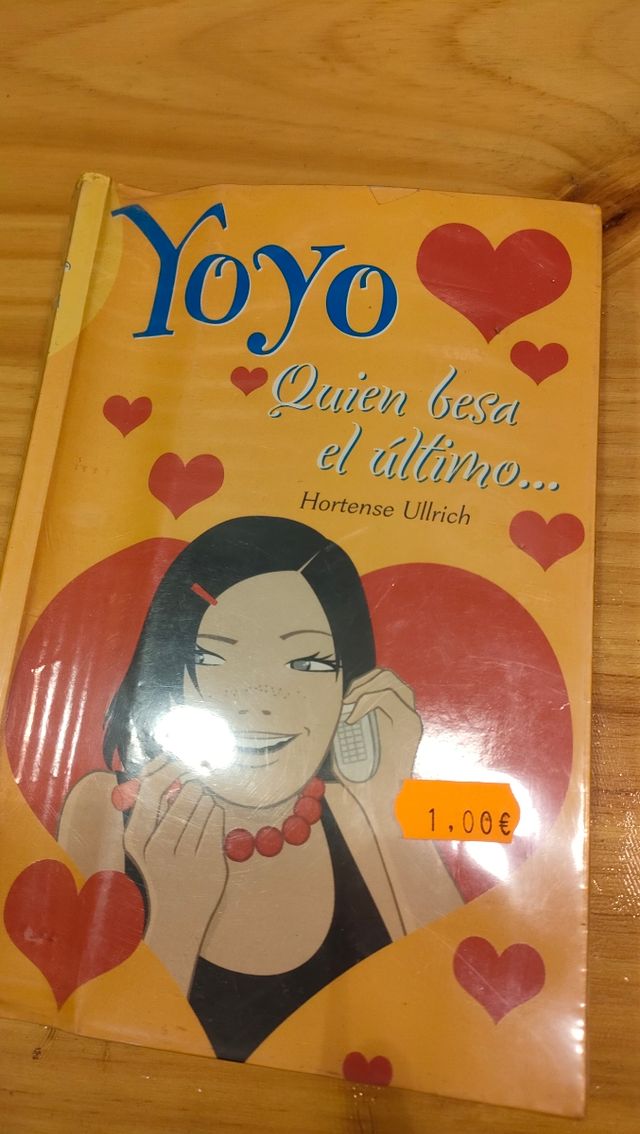 Yoyo
Quien besa
el último...
Hortense Ullrich
1,00€